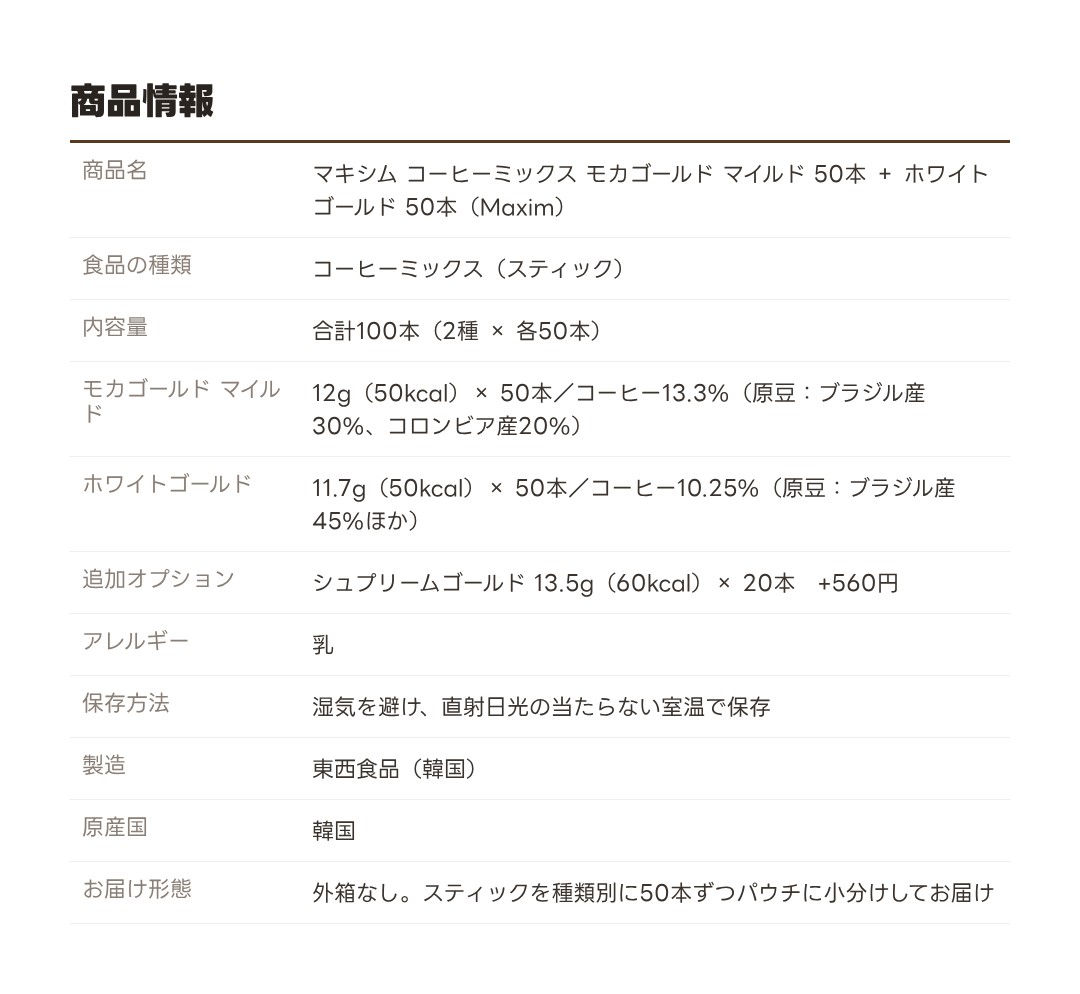 商品情報
商品名
マキシム コーヒーミックス モカゴールド マイルド 50本 + ホワイト
ゴールド 50本（Maxim）
食品の種類
コーヒーミックス（スティック）
内容量
合計100本（2種 × 各50本）
モカゴールド マイル
ド
12g（50kcal）× 50本／コーヒー13.3%（原豆：ブラジル産
30%、コロンビア産20%）
ホワイトゴールド
11.7g（50kcal）× 50本／コーヒー10.25%（原豆：ブラジル産
45%ほか）
追加オプション
シュプリームゴールド 13.5g（60kcal）× 20本　+560円
アレルギー
乳
保存方法
湿気を避け、直射日光の当たらない室温で保存
製造
東西食品（韓国）
原産国
韓国
お届け形態
外箱なし。スティックを種類別に50本ずつパウチに小分けしてお届け